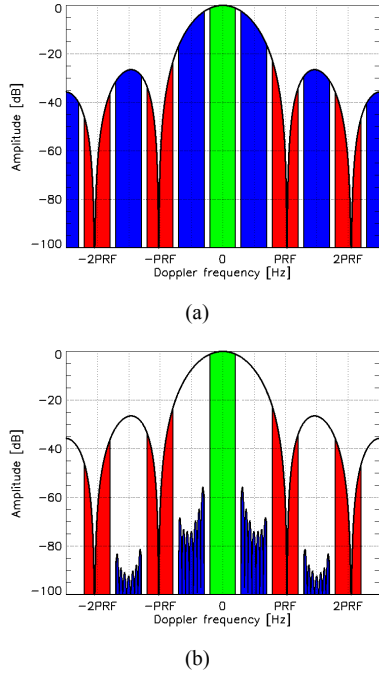 0
−20
−40
−60
−80
−100
Amplitude [dB]
−2PRF −PRF 0 PRF 2PRF
Doppler frequency [Hz]
(a)
0
−20
−40
−60
−80
−100
Amplitude [dB]
−2PRF −PRF 0 PRF 2PRF
Doppler frequency [Hz]
(b)